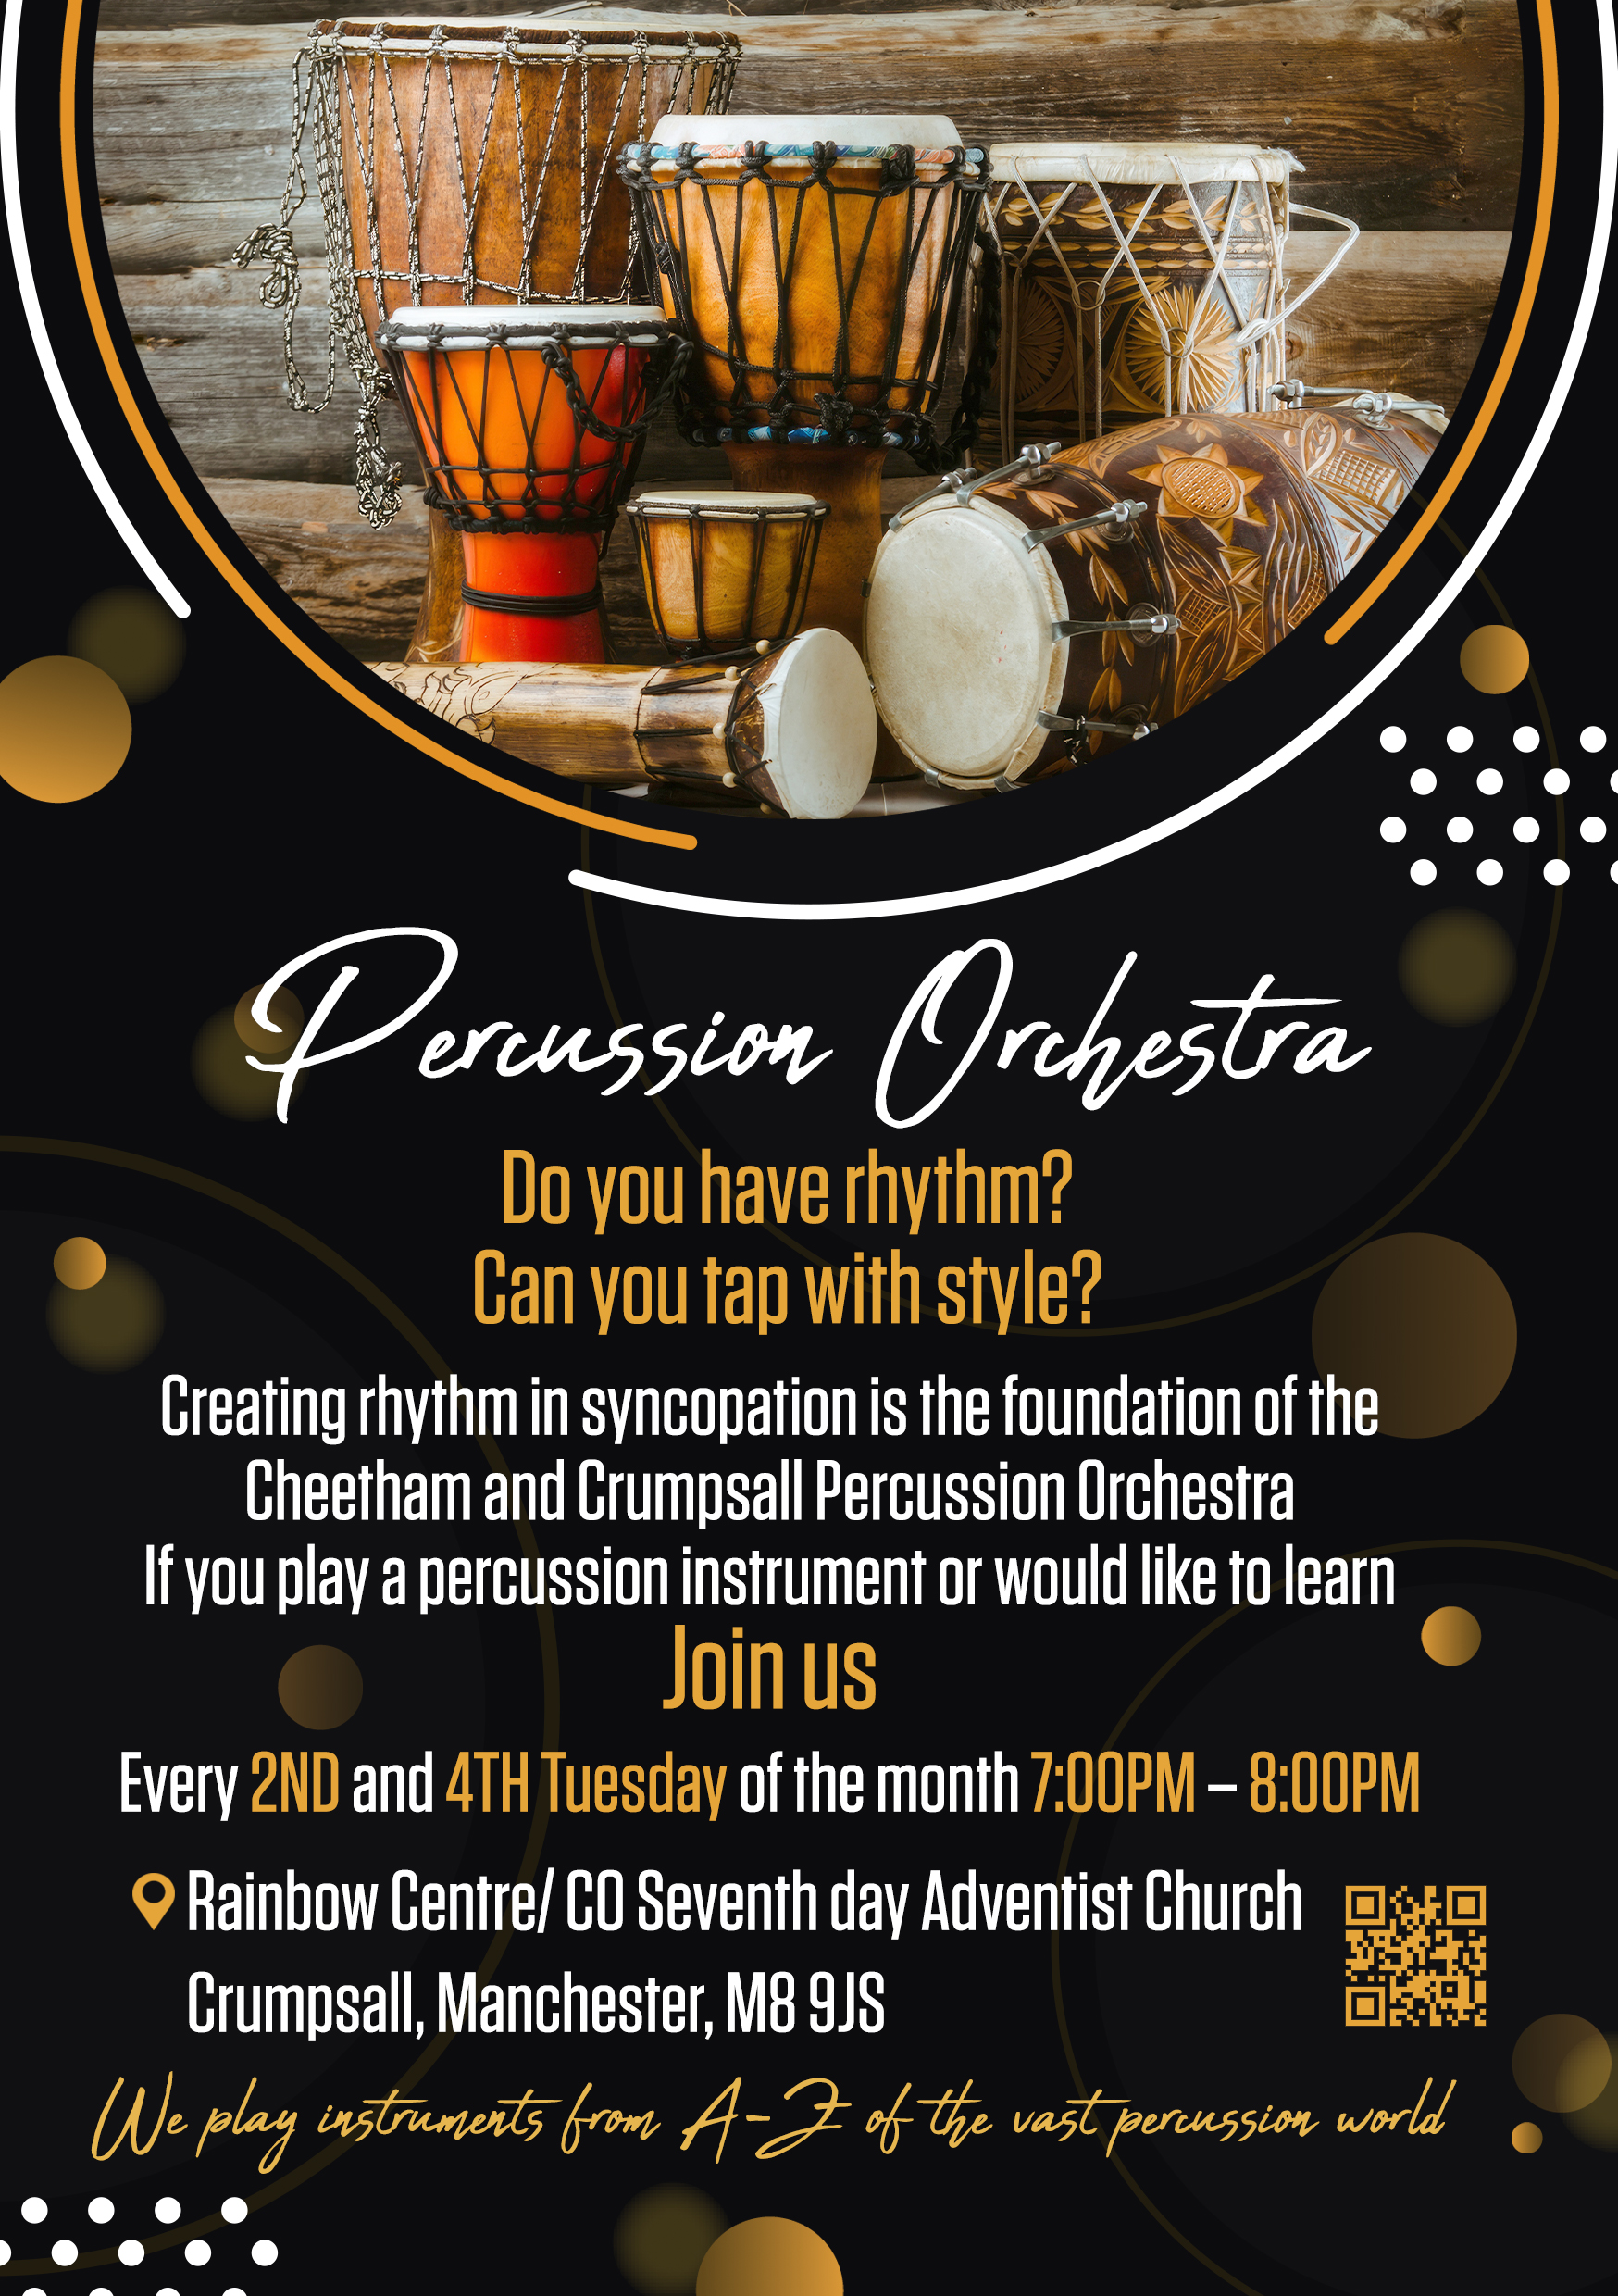 Percussion Orchestra
Do you have rhythm?
Can you tap with style?
Creating rhythm in syncopation is the foundation of the
Cheetham and Crumpsall Percussion Orchestra
If you play a percussion instrument or would like to learn
Join us
Every 2ND and 4TH Tuesday of the month 7:00PM – 8:00PM
Rainbow Centre/ CO Seventh day Adventist Church
Crumpsall, Manchester, M8 9JS
We play instruments from A-Z of the vast percussion world